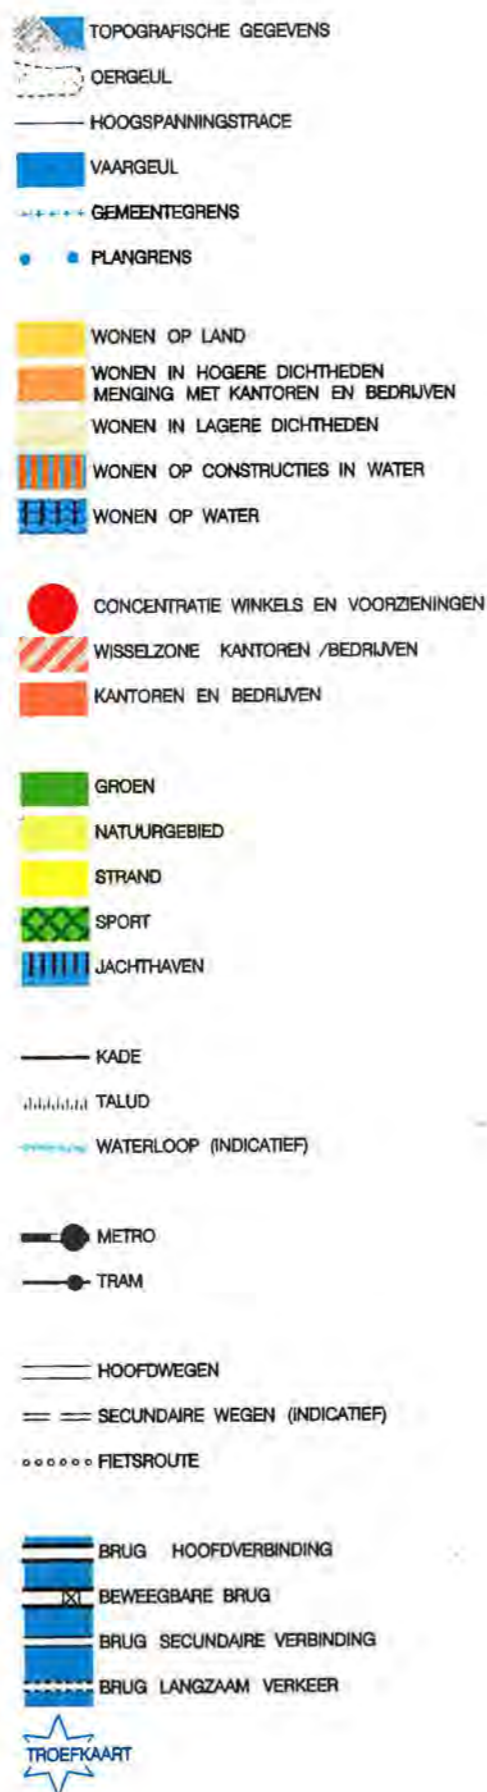 TOPOGRAFISCHE GEGEVENS
OERGEUL
HOOGSPANNINGSTRACE
VAARGEUL
GEMEENTEGRENS
PLANGRENS
WONEN OP LAND
WONEN IN HOGERE DICHTHEDEN
MENGING MET KANTOREN EN BEDRIJVEN
WONEN IN LAGERE DICHTHEDEN
WONEN OP CONSTRUCTIES IN WATER
WONEN OP WATER
CONCENTRATIE WINKELS EN VOORZIENINGEN
WISSELZONE KANTOREN /BEDRIJVEN
KANTOREN EN BEDRIJVEN
GROEN
NATUURGEBIED
STRAND
SPORT
JACHTHAVEN
KADE
TALUD
WATERLOOP (INDICATIEF)
METRO
TRAM
HOOFDWEGEN
SECUNDAIRE WEGEN (INDICATIEF)
FIETSROUTE
BRUG HOOFDVERBINDING
BEWEEGBARE BRUG
BRUG SECUNDAIRE VERBINDING
BRUG LANGZAAM VERKEER
TROEFKAART